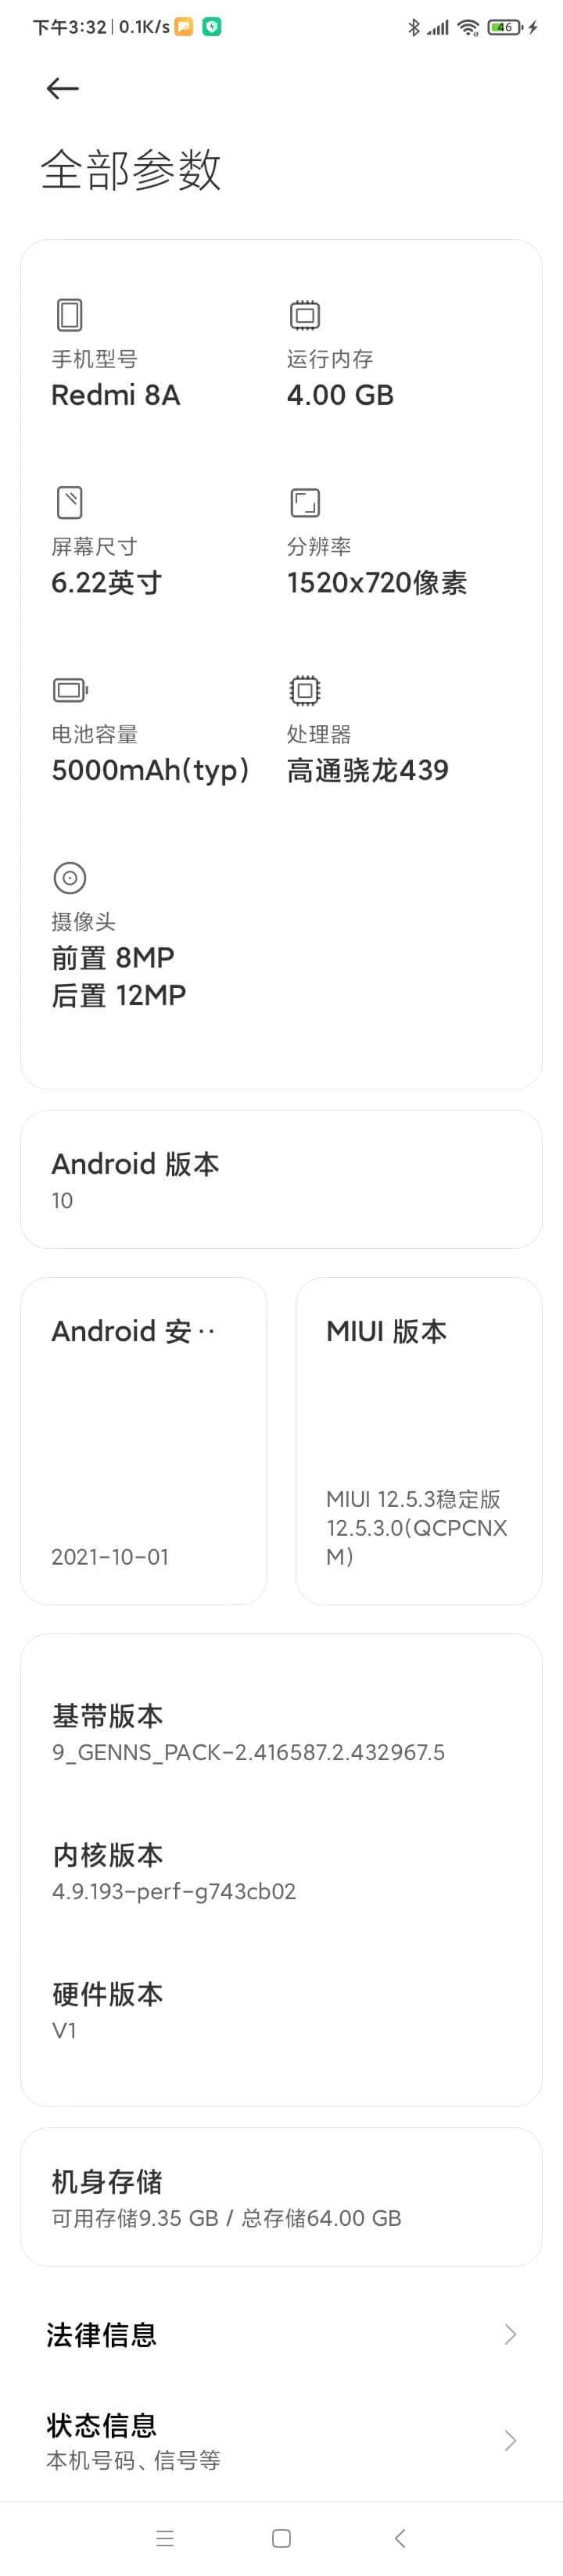 下午3:32 | 0.1K/s 46
全部参数
手机型号 运行内存
Redmi 8A 4.00 GB
屏幕尺寸 分辨率
6.22英寸 1520x720像素
电池容量 处理器
5000mAh(typ) 高通骁龙439
摄像头
前置 8MP
后置 12MP
Android 版本
10
Android 安·· MIUI 版本
MIUI 12.5.3稳定版
12.5.3.0(QCPCNX
2021-10-01 M)
基带版本
9_GENNS_PACK-2.416587.2.432967.5
内核版本
4.9.193-perf-g743cb02
硬件版本
V1
机身存储
可用存储9.35 GB / 总存储64.00 GB
法律信息
状态信息
本机号码、信号等